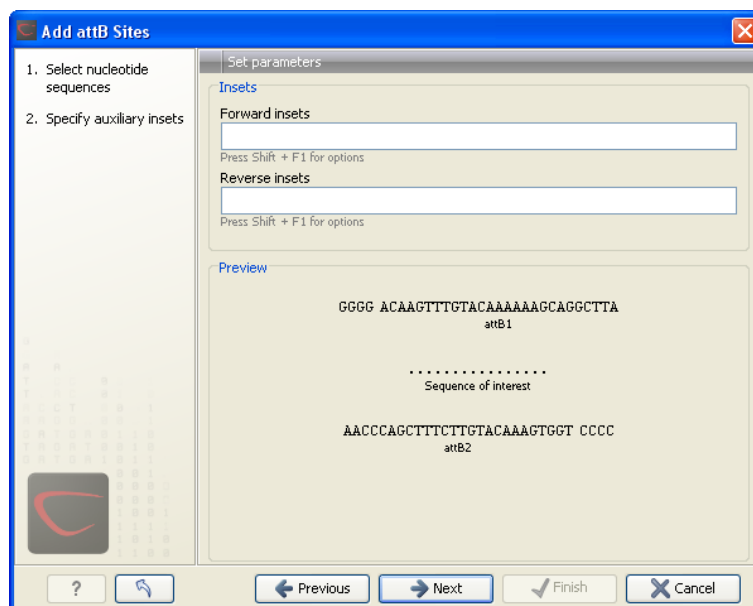 Add attB Sites
1. Select nucleotide
sequences
2. Specify auxiliary insets
Set parameters
Insets
Forward insets
Press Shift + F1 for options
Reverse insets
Press Shift + F1 for options
Preview
GGGG ACAAGTTTGTACAAAAAAGCAGGCTTA
attB1
................
Sequence of interest
AACCCAGCTTTCTTGTACAAAGTGGT CCCC
attB2
?
Previous
Next
Finish
Cancel